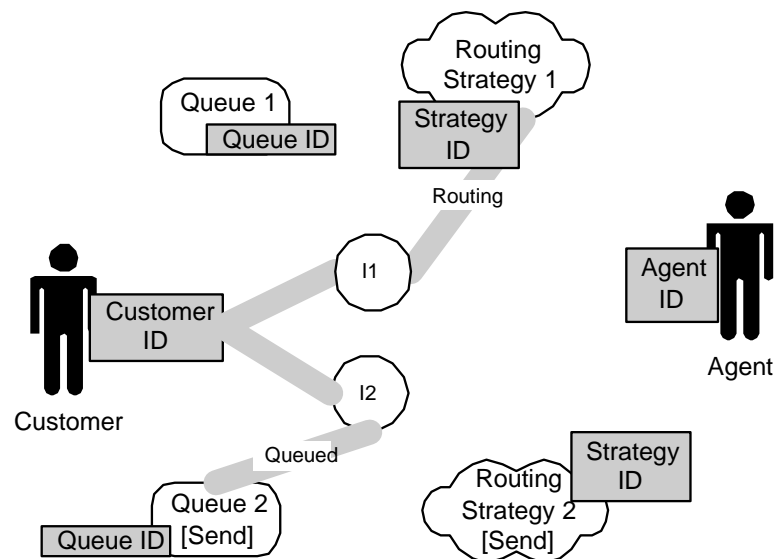 Routing
Strategy 1
Queue 1
Queue ID
Strategy
ID
Routing
I1
Agent
ID
Customer
ID
Agent
I2
Customer
Queued
Strategy
ID
Routing
Strategy 2
[Send]
Queue 2
[Send]
Queue ID